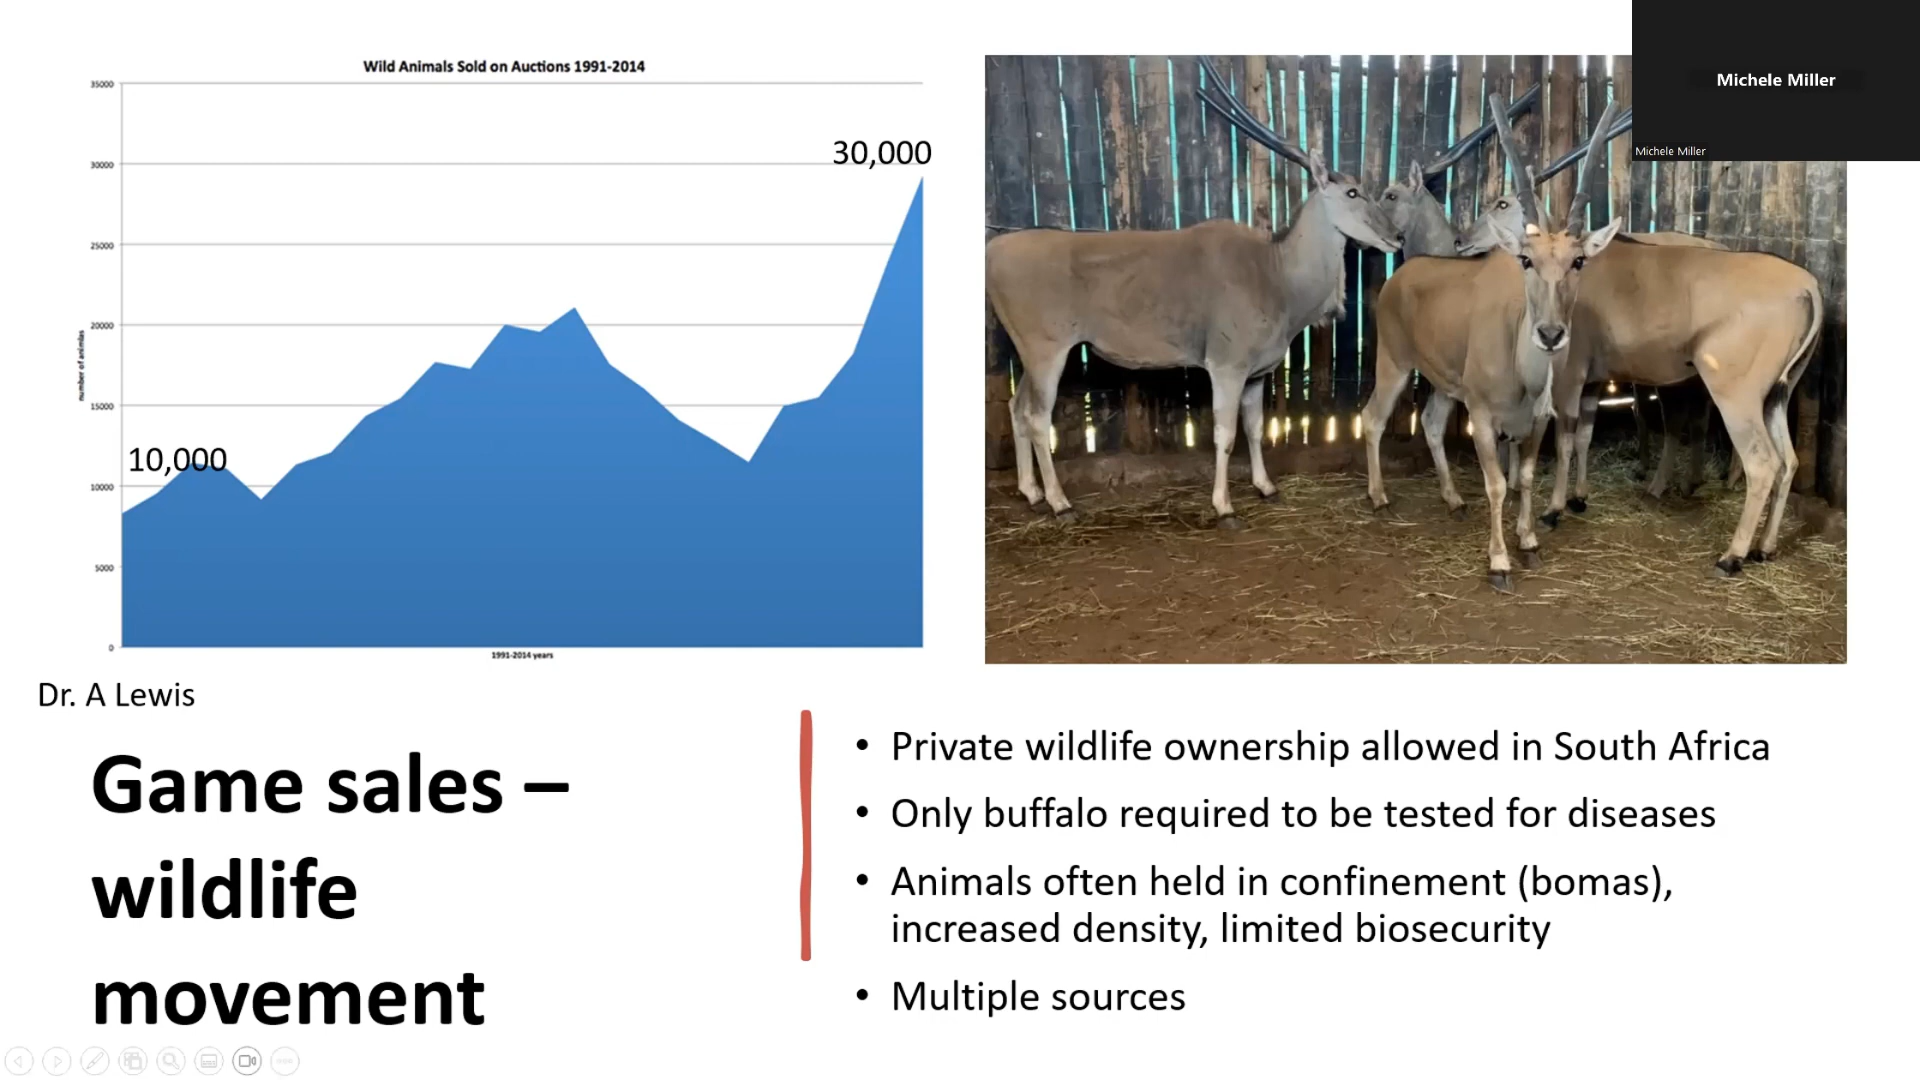 Wild Animals Sold on Auctions 1991-2014
35000
30000
25000
20000
15000
10000
5000
0
number of animlas
30,000
10,000
1991-2014 years
Michele Miller
Michele Miller
Dr. A Lewis
Game sales –
wildlife
movement
• Private wildlife ownership allowed in South Africa
• Only buffalo required to be tested for diseases
• Animals often held in confinement (bomas),
increased density, limited biosecurity
• Multiple sources